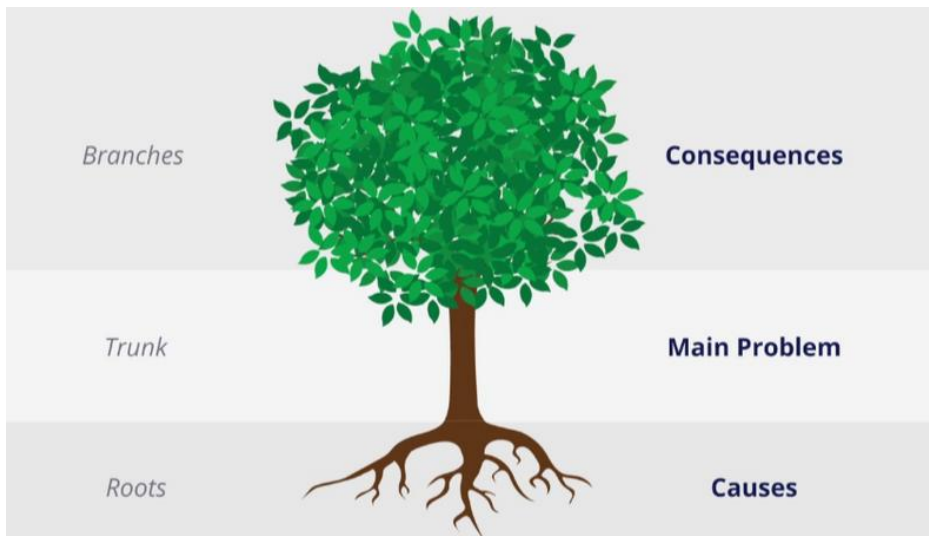 Branches
Consequences
Trunk
Main Problem
Roots
Causes